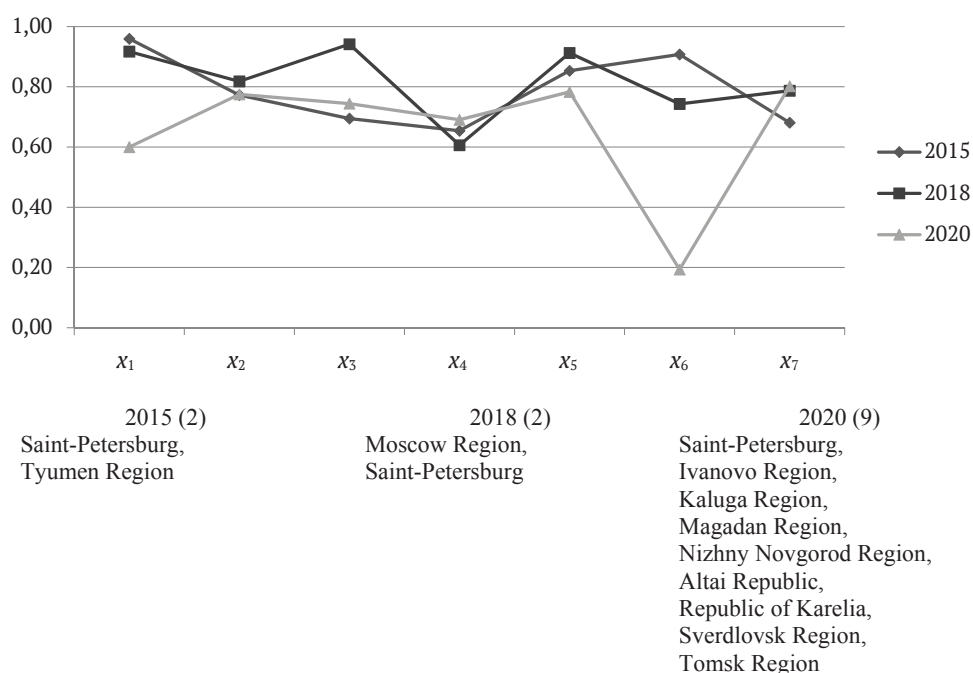 1,00
0,80
0,60
0,40
0,20
0,00
x₁ x₂ x₃ x₄ x₅ x₆ x₇
2015
2018
2020
2015 (2)
Saint-Petersburg,
Tyumen Region
2018 (2)
Moscow Region,
Saint-Petersburg
2020 (9)
Saint-Petersburg,
Ivanovo Region,
Kaluga Region,
Magadan Region,
Nizhny Novgorod Region,
Altai Republic,
Republic of Karelia,
Sverdlovsk Region,
Tomsk Region